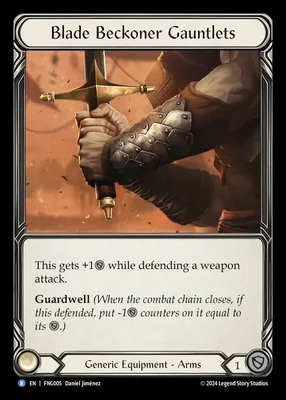 Blade Beckoner Gauntlets
This gets +1 while defending a weapon
attack.
Guardwell (When the combat chain closes, if
this defended, put -1 counters on it equal to
its .)
Generic Equipment - Arms
1
R EN | FNG005 Daniel Jiménez
© 2024 Legend Story Studios